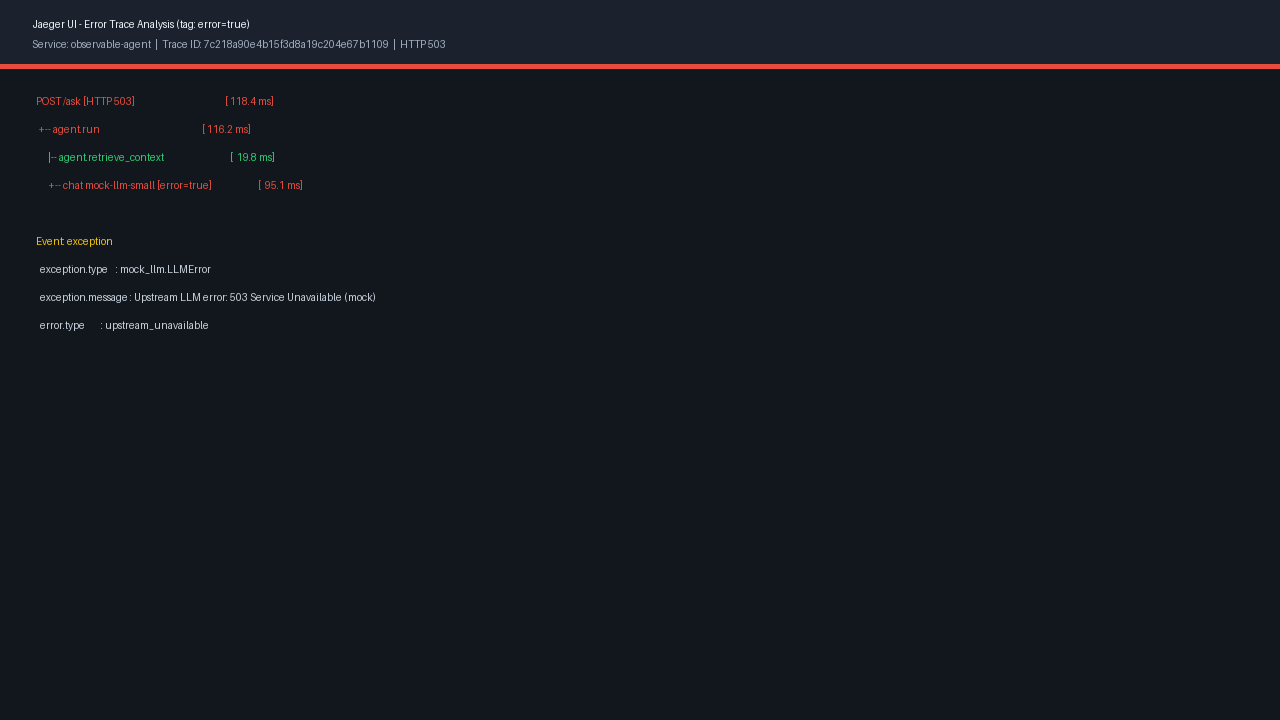 Jaeger UI - Error Trace Analysis (tag: error=true)
Service: observable-agent | Trace ID: 7c218a90e4b15f3d8a19c204e67b1109 | HTTP 503
POST /ask [HTTP 503] [ 118.4 ms]
+-- agent.run [ 116.2 ms]
|-- agent.retrieve_context [ 19.8 ms]
+-- chat mock-llm-small [error=true] [ 95.1 ms]
Event: exception
exception.type : mock_llm.LLMError
exception.message : Upstream LLM error: 503 Service Unavailable (mock)
error.type : upstream_unavailable